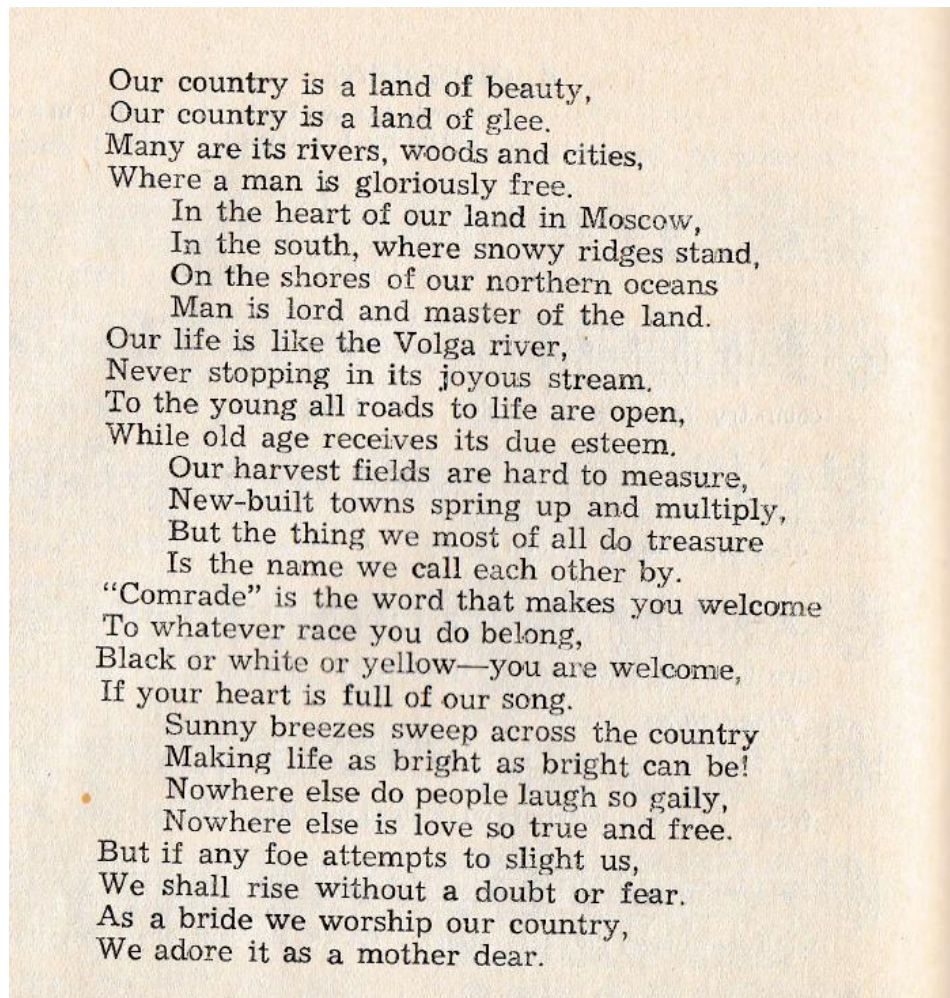 Our country is a land of beauty,
Our country is a land of glee.
Many are its rivers, woods and cities,
Where a man is gloriously free.
In the heart of our land in Moscow,
In the south, where snowy ridges stand,
On the shores of our northern oceans
Man is lord and master of the land.
Our life is like the Volga river,
Never stopping in its joyous stream.
To the young all roads to life are open,
While old age receives its due esteem.
Our harvest fields are hard to measure,
New-built towns spring up and multiply,
But the thing we most of all do treasure
Is the name we call each other by.
“Comrade” is the word that makes you welcome
To whatever race you do belong,
Black or white or yellow—you are welcome,
If your heart is full of our song.
Sunny breezes sweep across the country
Making life as bright as bright can be!
Nowhere else do people laugh so gaily,
Nowhere else is love so true and free.
But if any foe attempts to slight us,
We shall rise without a doubt or fear.
As a bride we worship our country,
We adore it as a mother dear.